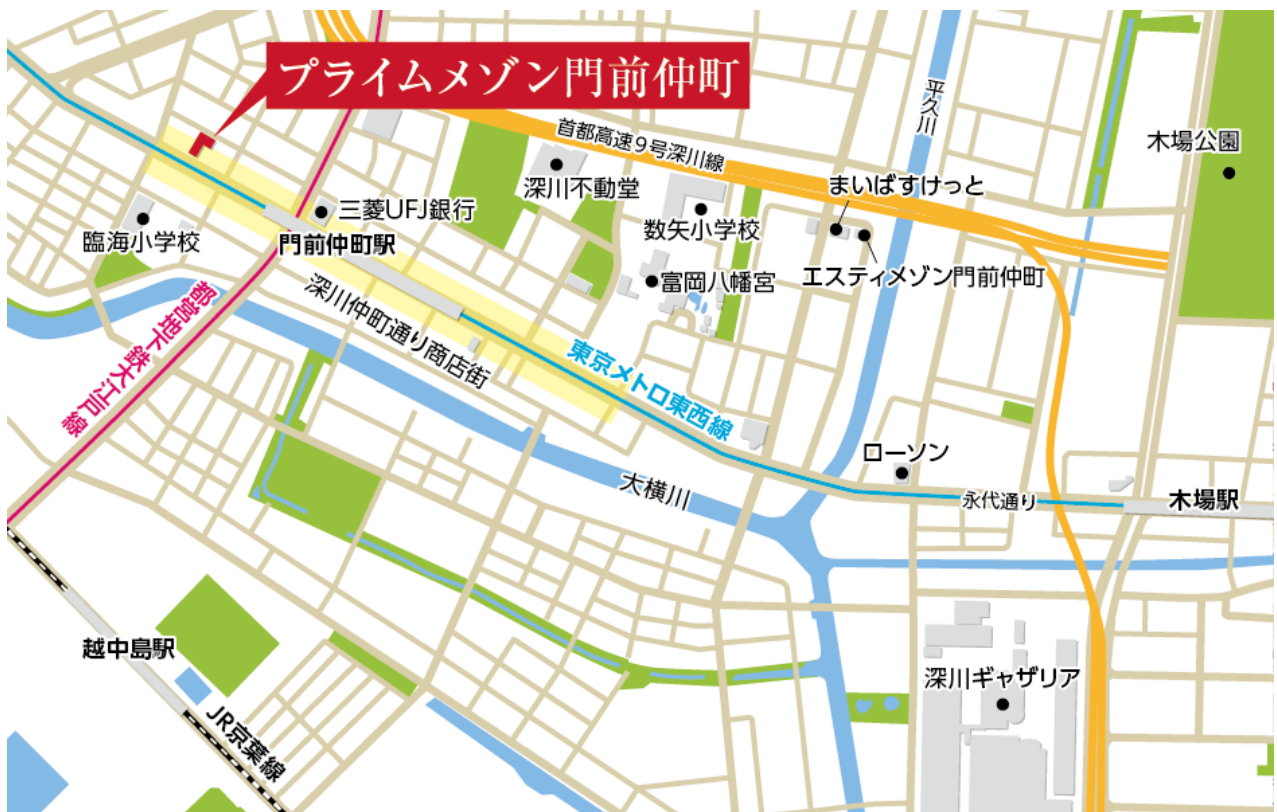 プライムメゾン門前仲町
首都高速9号深川線
平久川
木場公園
深川不動堂
まいばすけっと
三菱UFJ銀行
数矢小学校
臨海小学校
門前仲町駅
エスティメゾン門前仲町
富岡八幡宮
深川仲町通り商店街
都営地下鉄大江戸線
東京メトロ東西線
ローソン
大横川
永代通り
木場駅
越中島駅
深川ギャザリア
JR京葉線